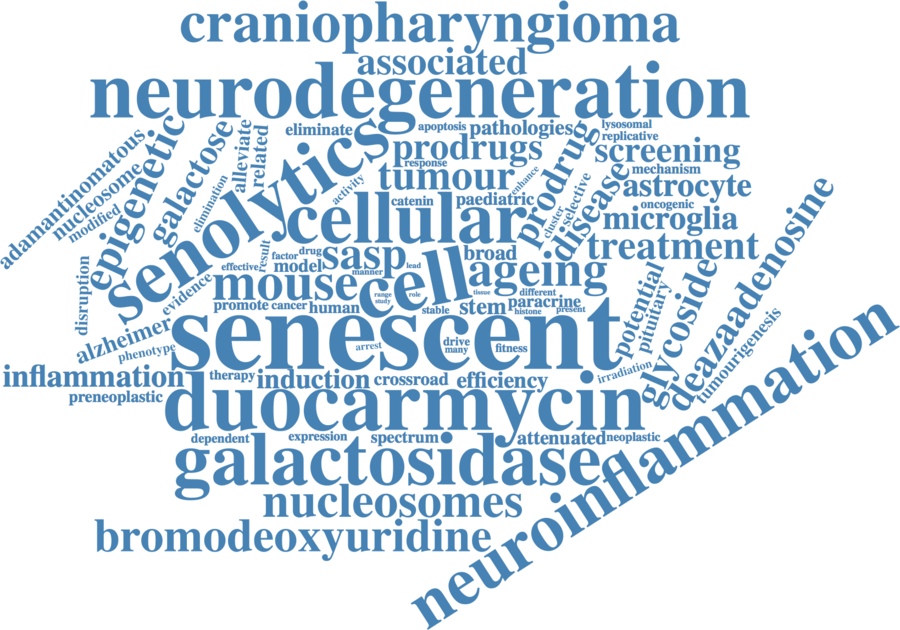 craniopharyngioma
associated
neurodegeneration
adamantinomatous
nucleosome
modified
epigenetic
galactose
elimination
alleviate
related
eliminate
senolytics
apoptosis
pathologies
lysosomal
replicative
prodrugs
response
prodrug
screening
mechanism
tumour
enhance
activity
catenin
paediatric
cluster
selective
disease
astrocyte
oncogenic
microglia
cellular
treatment
deazaadenosine
disruption
evidence
effective
result
factor
drug
model
sasp
manner
lead
broad
cell
ageing
mouse
promote
cancer
human
range
study
role
stable
tissue
stem
different
histone
paracrine
present
potential
pituitary
glycoside
tumourigenesis
alzheimer
phenotype
senescent
arrest
drive
many
fitness
irradiation
inflammation
preneoplastic
therapy
induction
crossroad
efficiency
duocarmycin
dependent
expression
spectrum
attenuated
neoplastic
galactosidase
neuroinflammation
nucleosomes
bromodeoxyuridine